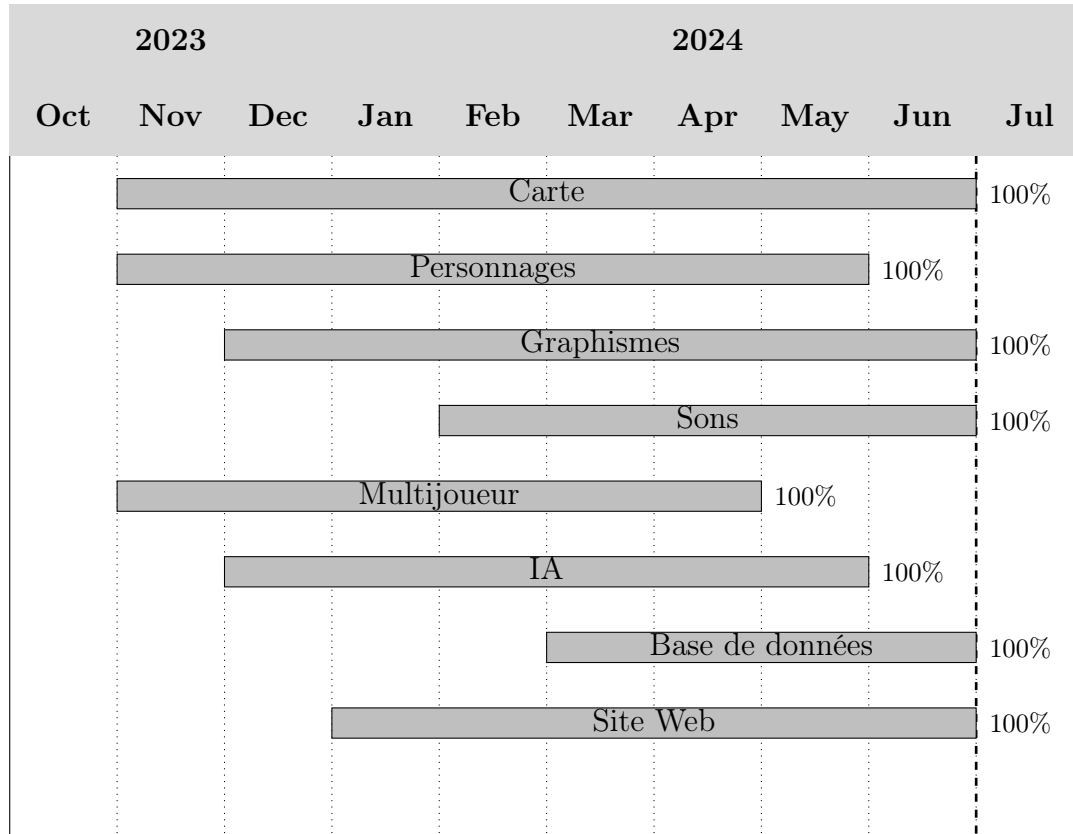 2023 2024
Oct Nov Dec Jan Feb Mar Apr May Jun Jul
Carte 100%
Personnages 100%
Graphismes 100%
Sons 100%
Multijoueur 100%
IA 100%
Base de données 100%
Site Web 100%